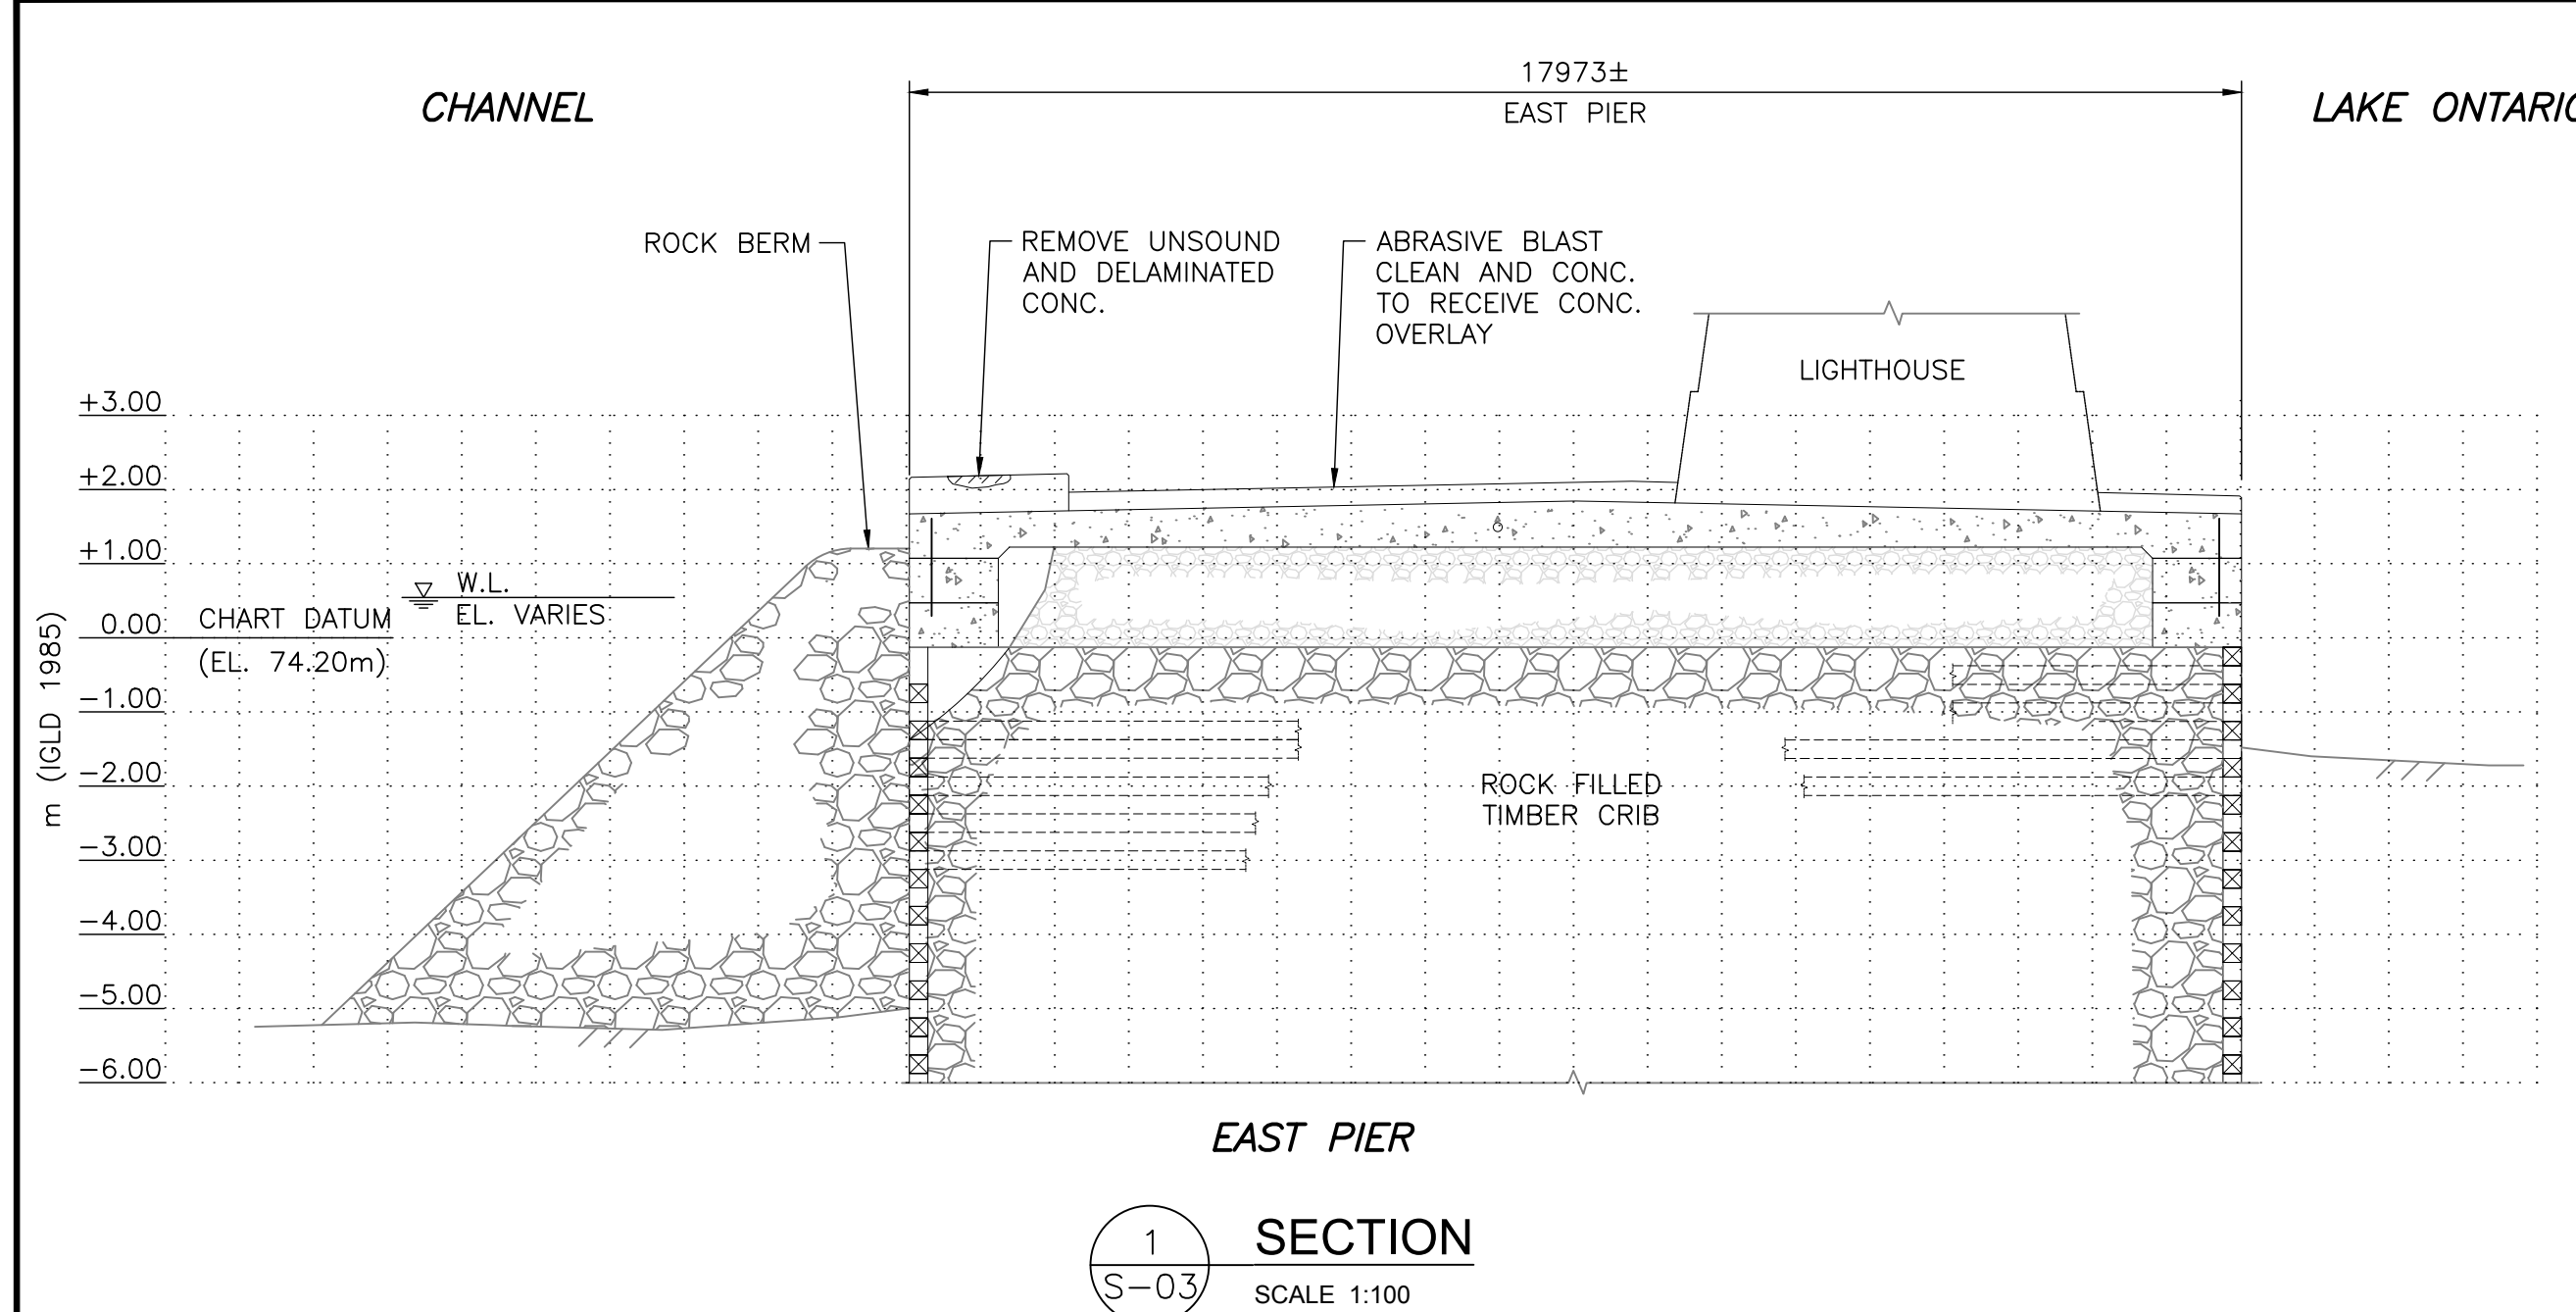 17973±
CHANNEL
EAST PIER
LAKE ONTARIO
ROCK BERM
REMOVE UNSOUND
AND DELAMINATED
CONC.
ABRASIVE BLAST
CLEAN AND CONC.
TO RECEIVE CONC.
OVERLAY
LIGHTHOUSE
+3.00
+2.00
+1.00
W.L.
EL. VARIES
0.00
CHART DATUM
(EL. 74.20m)
-1.00
-2.00
-3.00
-4.00
-5.00
-6.00
m (IGLD 1985)
ROCK FILLED
TIMBER CRIB
EAST PIER
1
S-03
SECTION
SCALE 1:100